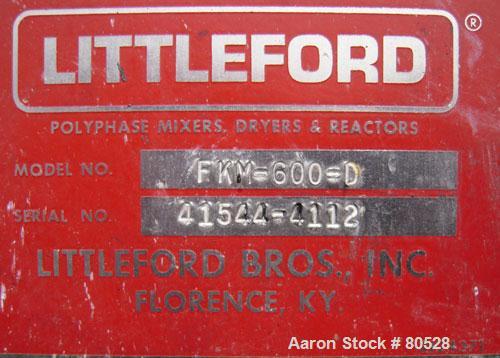 LITTLEFORD ®
POLYPHASE MIXERS, DRYERS & REACTORS
MODEL NO. FKM=600=D
SERIAL NO. 41544=4112
LITTLEFORD BROS., INC.
FLORENCE, KY.
Aaron Stock # 80528